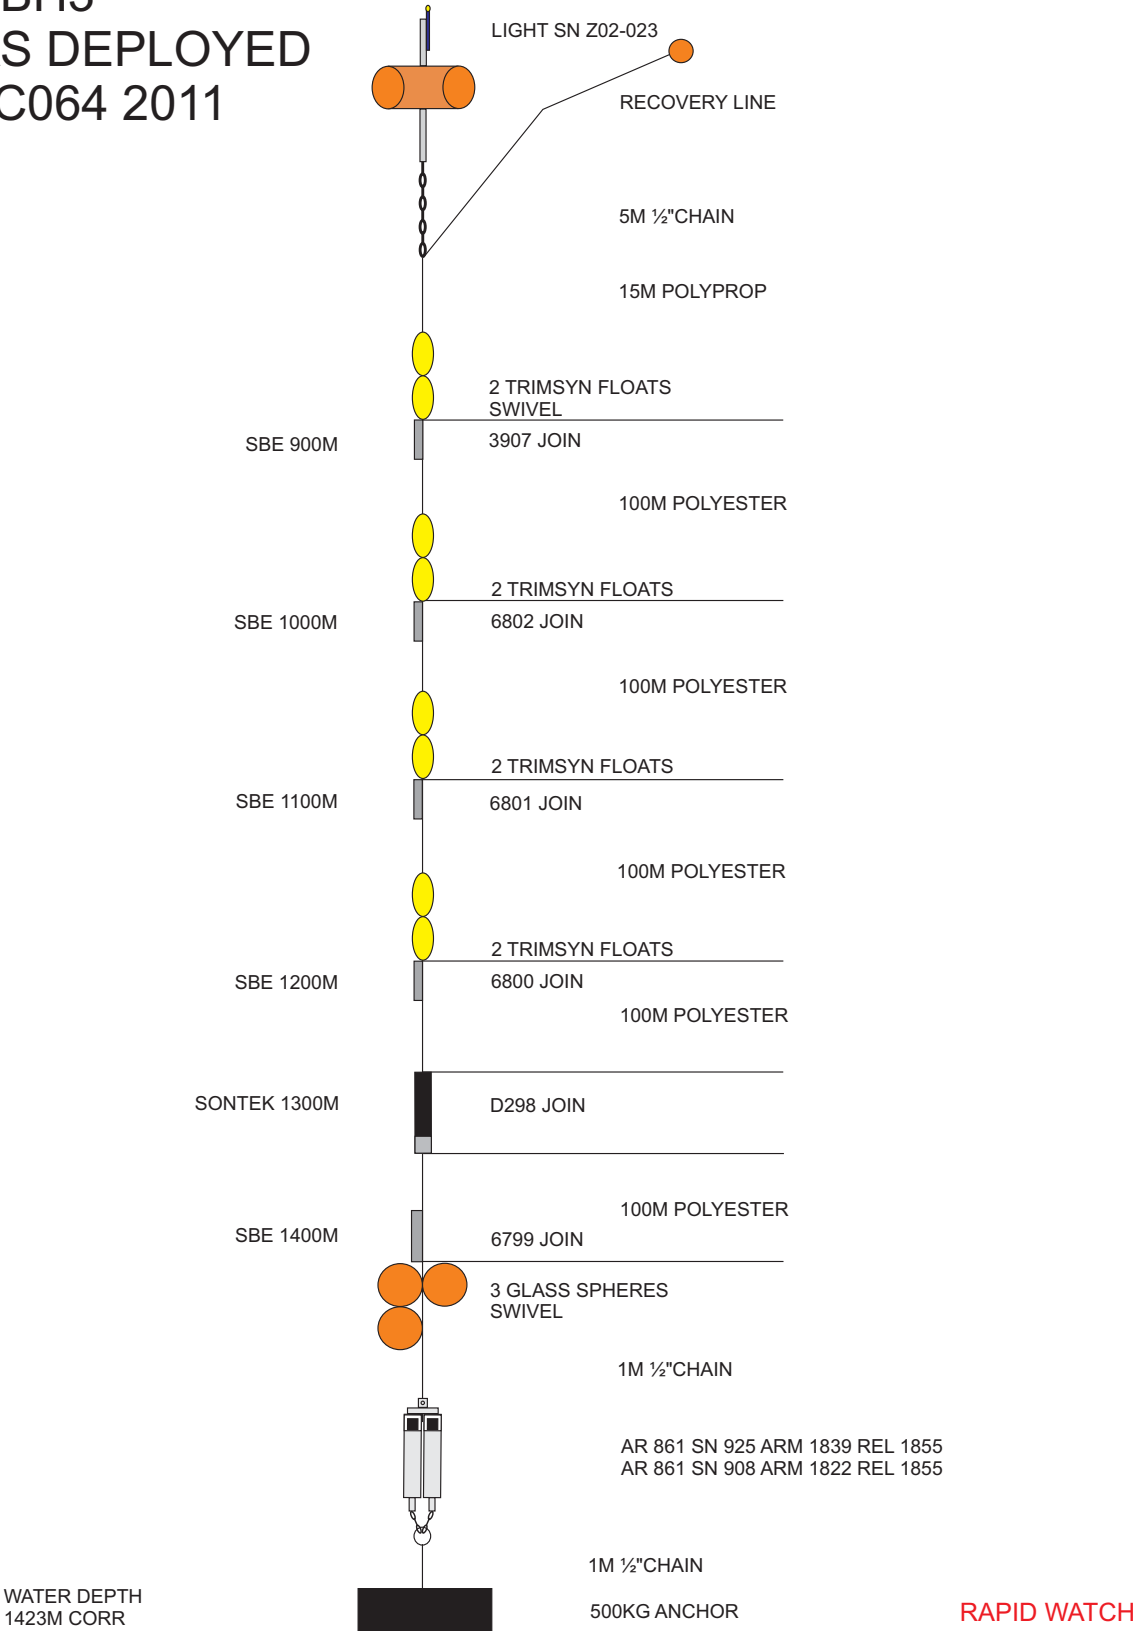 S DEPLOYED
C064 2011
LIGHT SN Z02-023
RECOVERY LINE
5M ½"CHAIN
15M POLYPROP
2 TRIMSYN FLOATS
SWIVEL
SBE 900M
3907 JOIN
100M POLYESTER
2 TRIMSYN FLOATS
SBE 1000M
6802 JOIN
100M POLYESTER
2 TRIMSYN FLOATS
SBE 1100M
6801 JOIN
100M POLYESTER
2 TRIMSYN FLOATS
SBE 1200M
6800 JOIN
100M POLYESTER
SONTEK 1300M
D298 JOIN
100M POLYESTER
SBE 1400M
6799 JOIN
3 GLASS SPHERES
SWIVEL
1M ½"CHAIN
AR 861 SN 925 ARM 1839 REL 1855
AR 861 SN 908 ARM 1822 REL 1855
1M ½"CHAIN
WATER DEPTH
1423M CORR
500KG ANCHOR
RAPID WATCH